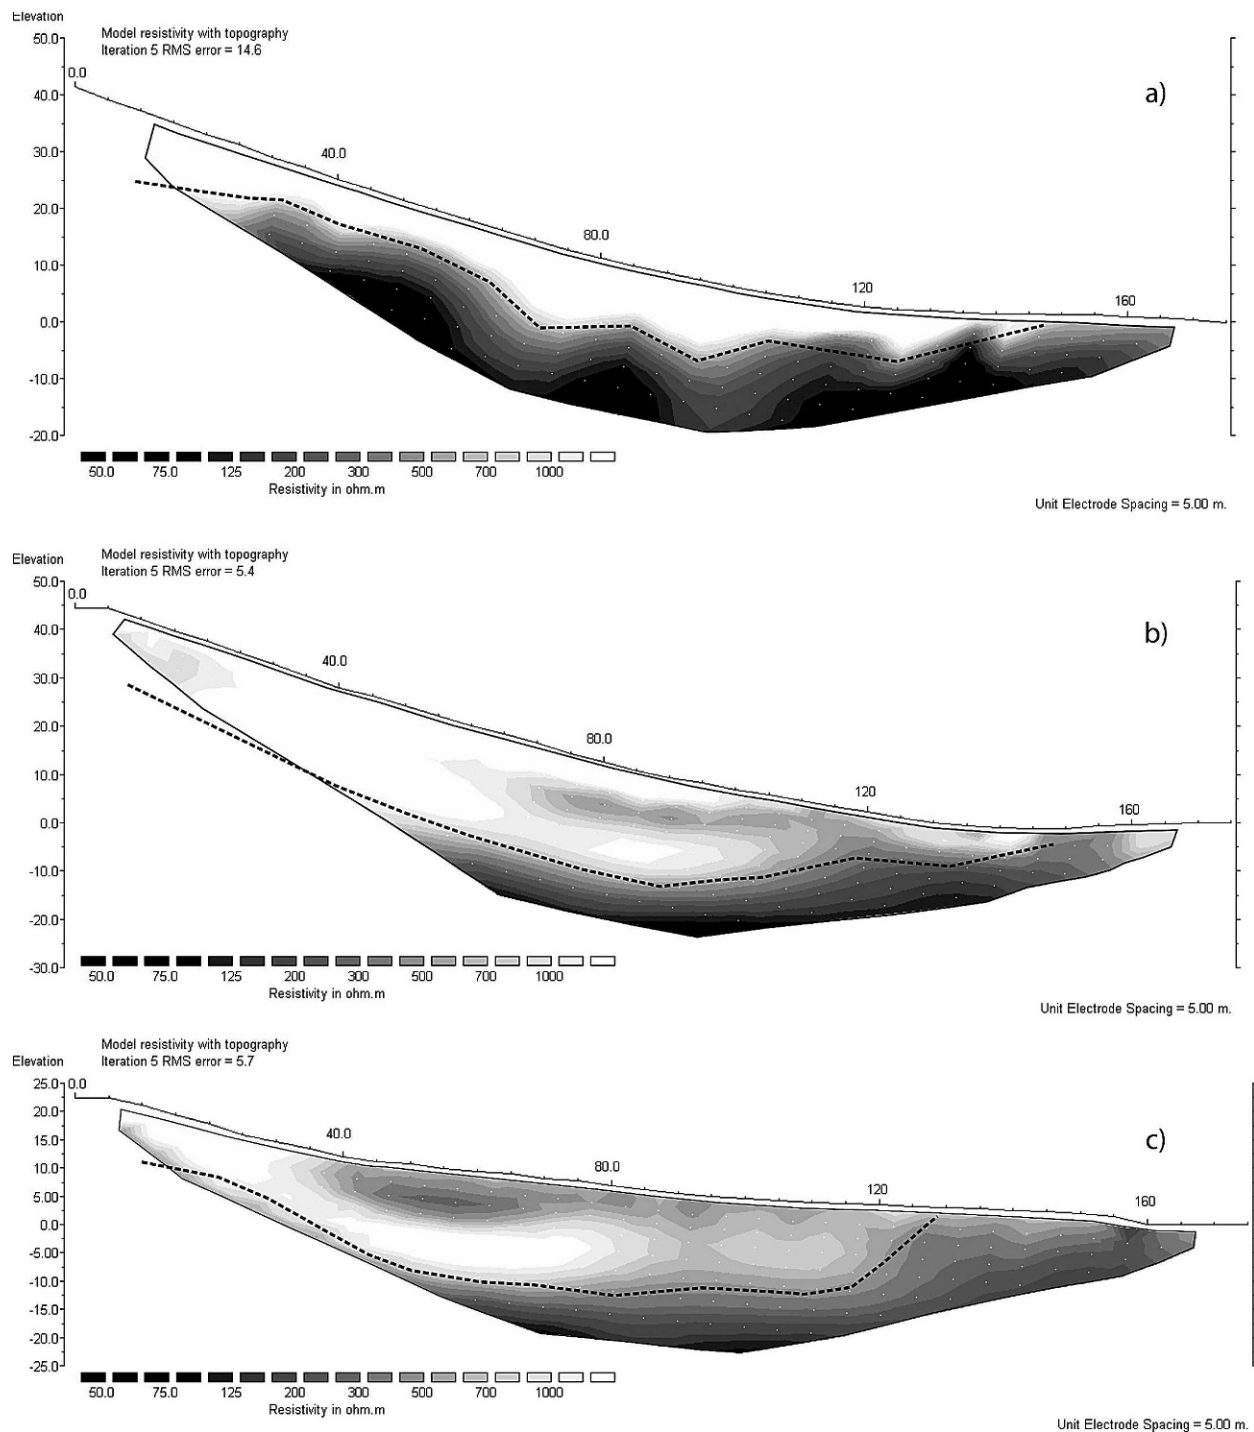 Elevation
Model resistivity with topography
Iteration 5 RMS error = 14.6
50.0
0.0
a)
40.0
40.0
30.0
20.0
80.0
10.0
120
160
0.0
-10.0
-20.0
50.0 75.0 125 200 300 500 700 1000
Resistivity in ohm.m
Unit Electrode Spacing = 5.00 m.
Model resistivity with topography
Elevation
Iteration 5 RMS error = 5.4
50.0
0.0
b)
40.0
40.0
30.0
20.0
80.0
10.0
120
160
0.0
-10.0
-20.0
-30.0
50.0 75.0 125 200 300 500 700 1000
Resistivity in ohm.m
Unit Electrode Spacing = 5.00 m.
Model resistivity with topography
Elevation
Iteration 5 RMS error = 5.7
25.0 0.0
20.0
c)
15.0
40.0
10.0
80.0
5.00
120
160
0.0
-5.00
-10.0
-15.0
-20.0
-25.0
50.0 75.0 125 200 300 500 700 1000
Resistivity in ohm.m
Unit Electrode Spacing = 5.00 m.